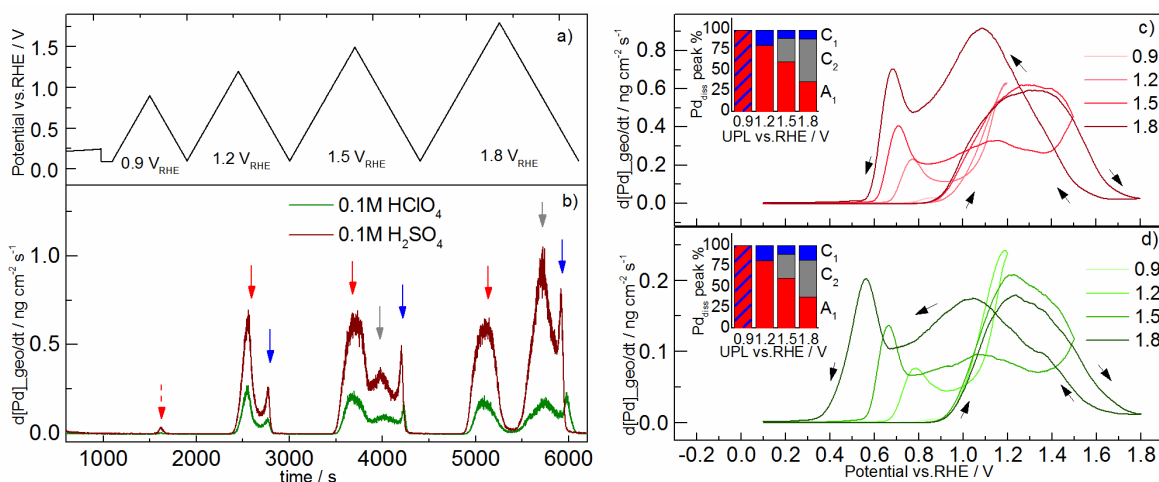 a)
Potential vs.RHE / V
1.5
1.0
0.5
0.0
0.9 V_RHE
1.2 V_RHE
1.5 V_RHE
1.8 V_RHE
b)
0.1M HClO₄
0.1M H₂SO₄
d[Pd]_geo/dt / ng cm⁻² s⁻¹
1.0
0.5
0.0
1000 2000 3000 4000 5000 6000
time / s
c)
d[Pd]_geo/dt / ng cm⁻² s⁻¹
0.8
0.6
0.4
0.2
0.0
Pd_diss peak %
100
75
50
25
0
0.9 1.2 1.5 1.8
UPL vs.RHE / V
C₁
C₂
A₁
0.9
1.2
1.5
1.8
d)
d[Pd]_geo/dt / ng cm⁻² s⁻¹
0.2
0.1
0.0
Pd_diss peak %
100
75
50
25
0
0.9 1.2 1.5 1.8
UPL vs.RHE / V
C₁
C₂
A₁
0.9
1.2
1.5
1.8
-0.2 0.0 0.2 0.4 0.6 0.8 1.0 1.2 1.4 1.6 1.8
Potential vs.RHE / V